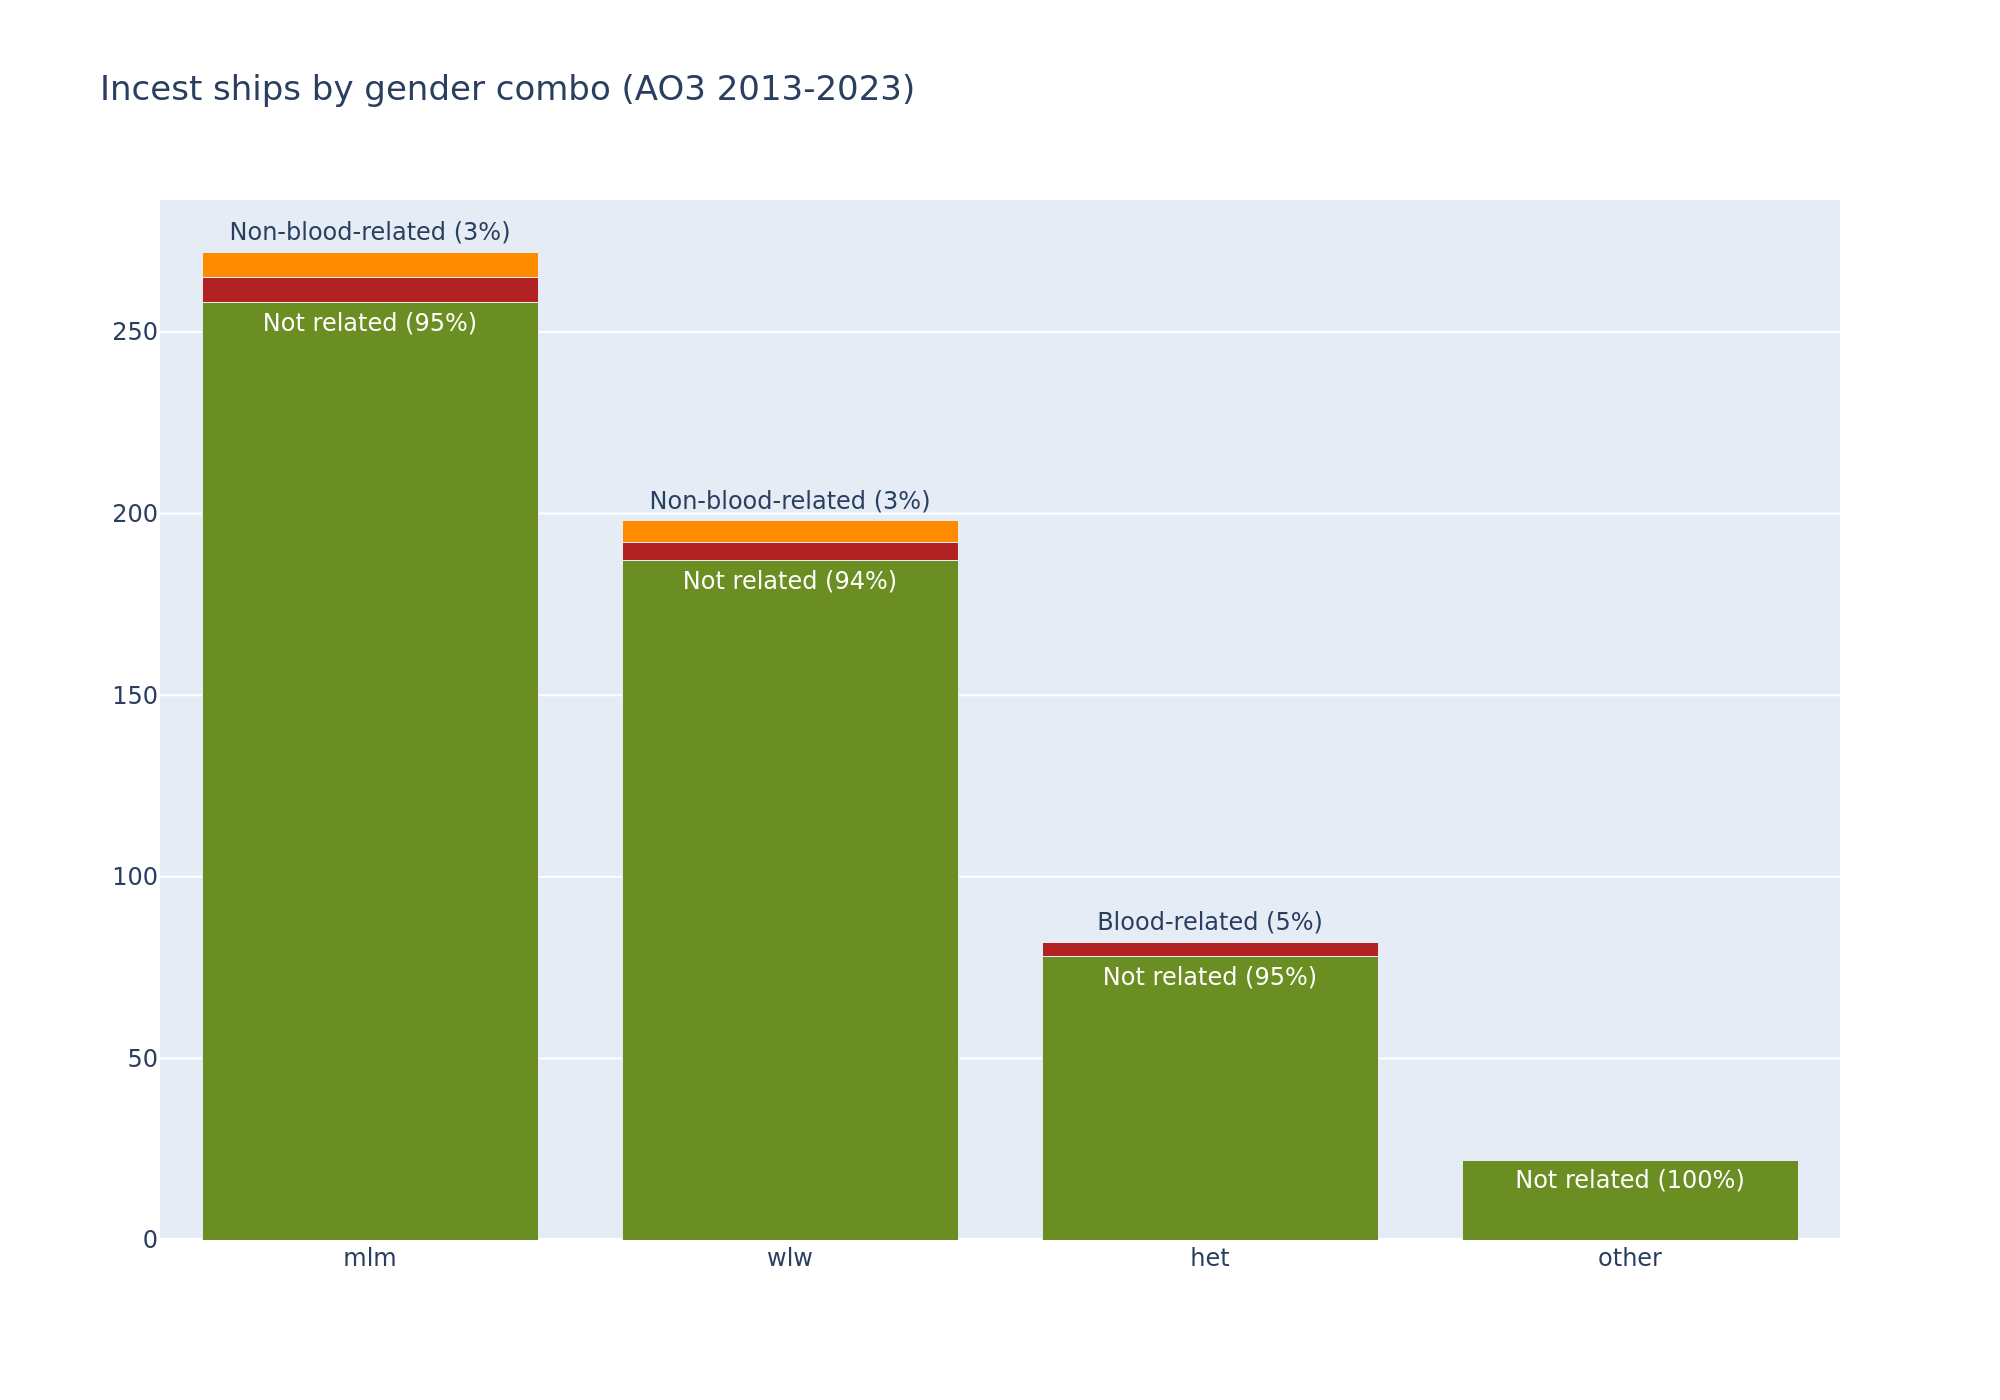 Incest ships by gender combo (AO3 2013-2023)
Non-blood-related (3%)
Not related (95%)
250
Non-blood-related (3%)
200
Not related (94%)
150
100
Blood-related (5%)
Not related (95%)
50
Not related (100%)
0
mlm
wlw
het
other